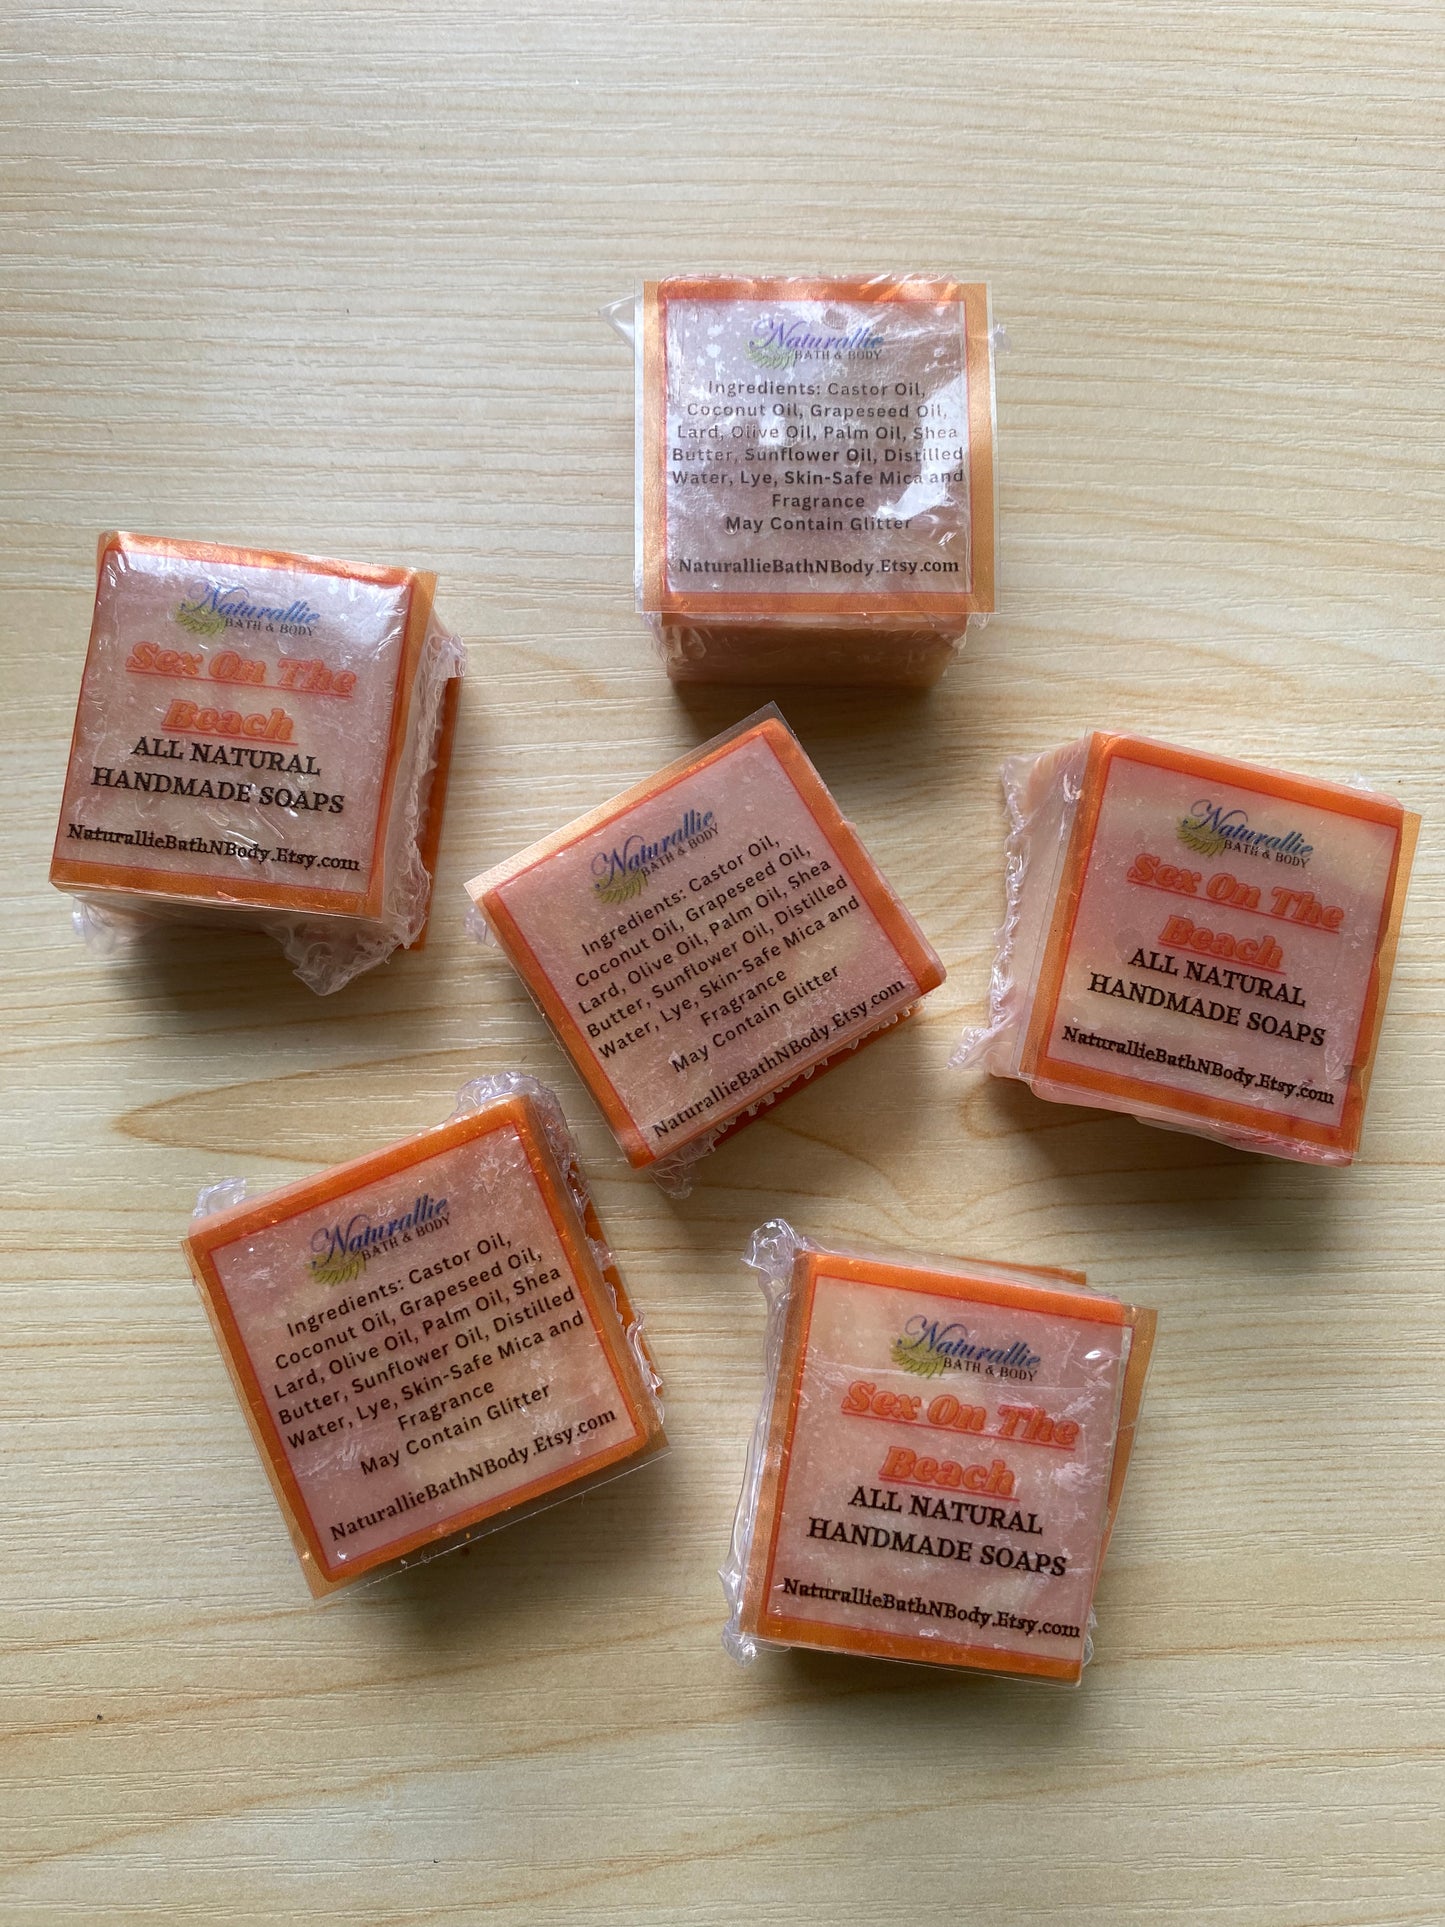 Naturallie
BATH & BODY
Ingredients: Castor Oil,
Coconut Oil, Grapeseed Oil,
Lard, Olive Oil, Palm Oil, Shea
Butter, Sunflower Oil, Distilled
Water, Lye, Skin-Safe Mica and
Fragrance
May Contain Glitter
NaturallieBathNBody.Etsy.com
Naturallie
BATH & BODY
Sex On The
Beach
ALL NATURAL
HANDMADE SOAPS
NaturallieBathNBody.Etsy.com
Naturallie
BATH & BODY
Ingredients: Castor Oil,
Coconut Oil, Grapeseed Oil,
Lard, Olive Oil, Palm Oil, Shea
Butter, Sunflower Oil, Distilled
Water, Lye, Skin-Safe Mica and
Fragrance
May Contain Glitter
NaturallieBathNBody.Etsy.com
Naturallie
BATH & BODY
Sex On The
Beach
ALL NATURAL
HANDMADE SOAPS
NaturallieBathNBody.Etsy.com
Naturallie
BATH & BODY
Ingredients: Castor Oil,
Coconut Oil, Grapeseed Oil,
Lard, Olive Oil, Palm Oil, Shea
Butter, Sunflower Oil, Distilled
Water, Lye, Skin-Safe Mica and
Fragrance
May Contain Glitter
NaturallieBathNBody.Etsy.com
Naturallie
BATH & BODY
Sex On The
Beach
ALL NATURAL
HANDMADE SOAPS
NaturallieBathNBody.Etsy.com